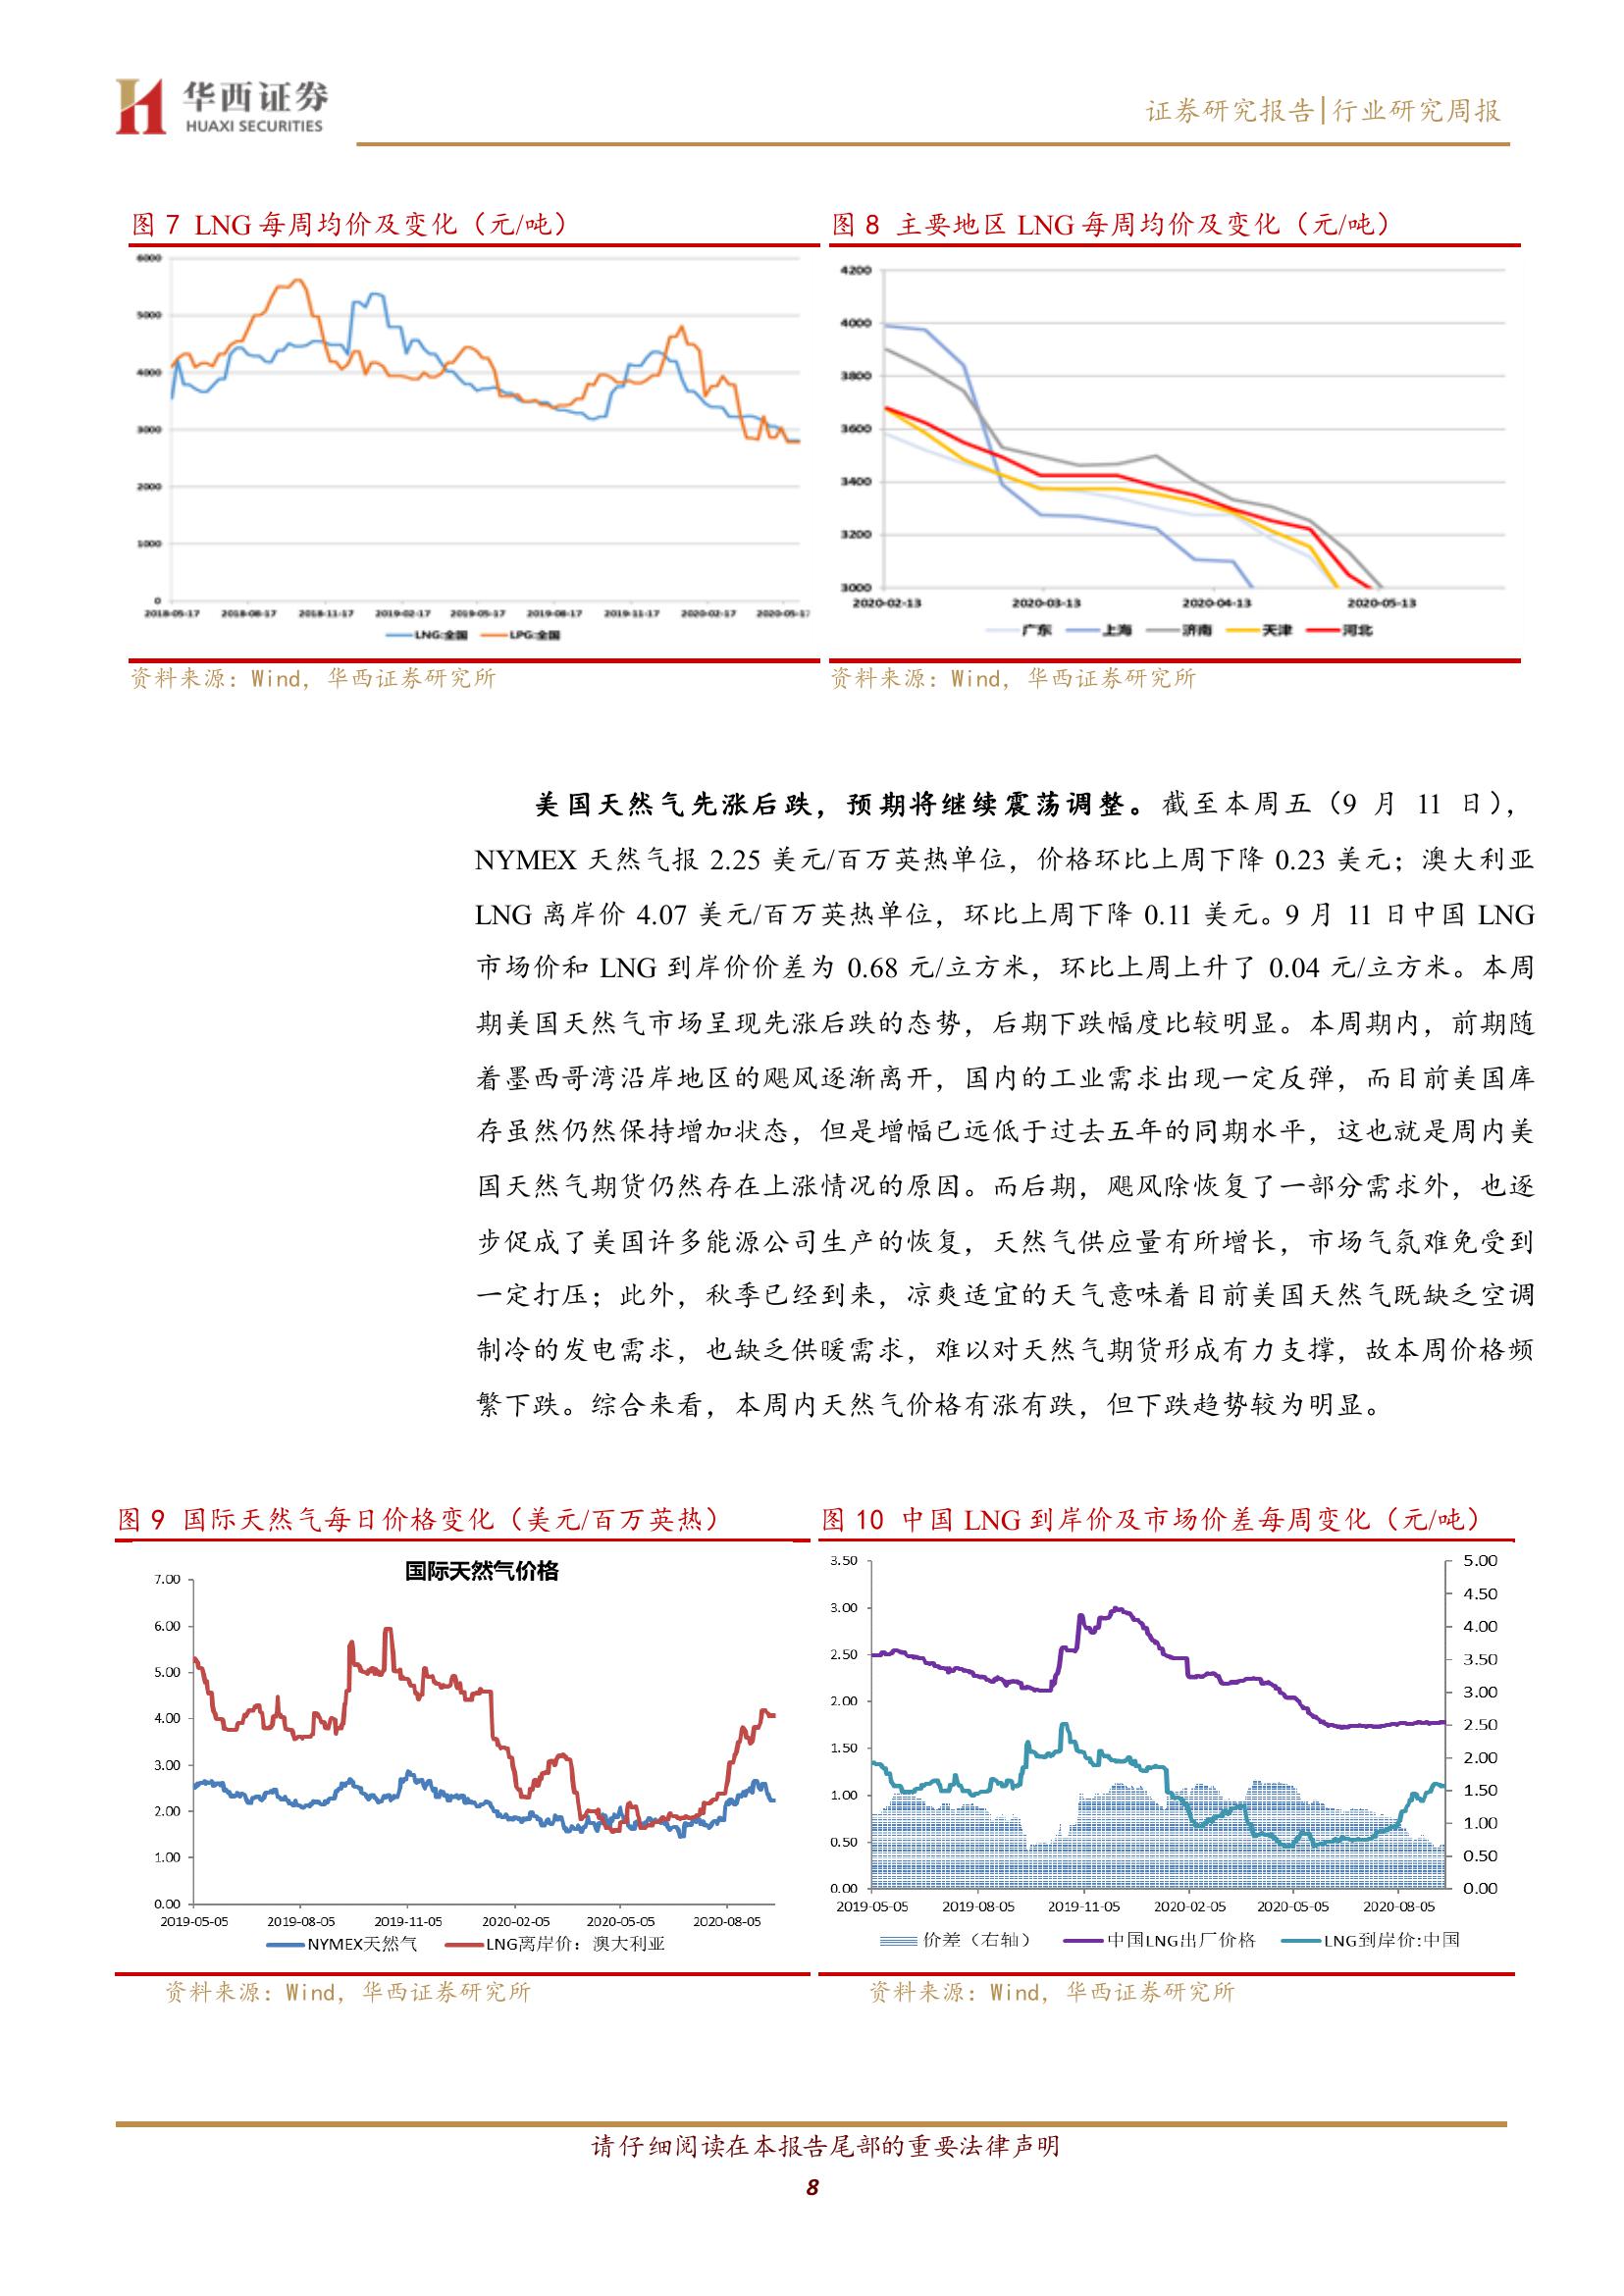 华西证券
HUAXI SECURITIES
证券研究报告|行业研究周报
图 7 LNG 每周均价及变化（元/吨）
6000
5000
4000
3000
2000
1000
0
2018-05-17 2018-08-17 2018-11-17 2019-02-17 2019-05-17 2019-08-17 2019-11-17 2020-02-17 2020-05-17
LNG:全国 LPG:全国
资料来源：Wind，华西证券研究所
图 8 主要地区 LNG 每周均价及变化（元/吨）
4200
4000
3800
3600
3400
3200
3000
2020-02-13 2020-03-13 2020-04-13 2020-05-13
广东 上海 济南 天津 河北
资料来源：Wind，华西证券研究所
美国天然气先涨后跌，预期将继续震荡调整。截至本周五（9 月 11 日），
NYMEX 天然气报 2.25 美元/百万英热单位，价格环比上周下降 0.23 美元；澳大利亚
LNG 离岸价 4.07 美元/百万英热单位，环比上周下降 0.11 美元。9 月 11 日中国 LNG
市场价和 LNG 到岸价价差为 0.68 元/立方米，环比上周上升了 0.04 元/立方米。本周
期美国天然气市场呈现先涨后跌的态势，后期下跌幅度比较明显。本周期内，前期随
着墨西哥湾沿岸地区的飓风逐渐离开，国内的工业需求出现一定反弹，而目前美国库
存虽然仍然保持增加状态，但是增幅已远低于过去五年的同期水平，这也就是周内美
国天然气期货仍然存在上涨情况的原因。而后期，飓风除恢复了一部分需求外，也逐
步促成了美国许多能源公司生产的恢复，天然气供应量有所增长，市场气氛难免受到
一定打压；此外，秋季已经到来，凉爽适宜的天气意味着目前美国天然气既缺乏空调
制冷的发电需求，也缺乏供暖需求，难以对天然气期货形成有力支撑，故本周价格频
繁下跌。综合来看，本周内天然气价格有涨有跌，但下跌趋势较为明显。
图 9 国际天然气每日价格变化（美元/百万英热）
国际天然气价格
7.00
6.00
5.00
4.00
3.00
2.00
1.00
0.00
2019-05-05 2019-08-05 2019-11-05 2020-02-05 2020-05-05 2020-08-05
NYMEX天然气 LNG离岸价：澳大利亚
资料来源：Wind，华西证券研究所
图 10 中国 LNG 到岸价及市场价差每周变化（元/吨）
3.50
3.00
2.50
2.00
1.50
1.00
0.50
0.00
5.00
4.50
4.00
3.50
3.00
2.50
2.00
1.50
1.00
0.50
0.00
2019-05-05 2019-08-05 2019-11-05 2020-02-05 2020-05-05 2020-08-05
价差（右轴） 中国LNG出厂价格 LNG到岸价:中国
资料来源：Wind，华西证券研究所
请仔细阅读在本报告尾部的重要法律声明
8